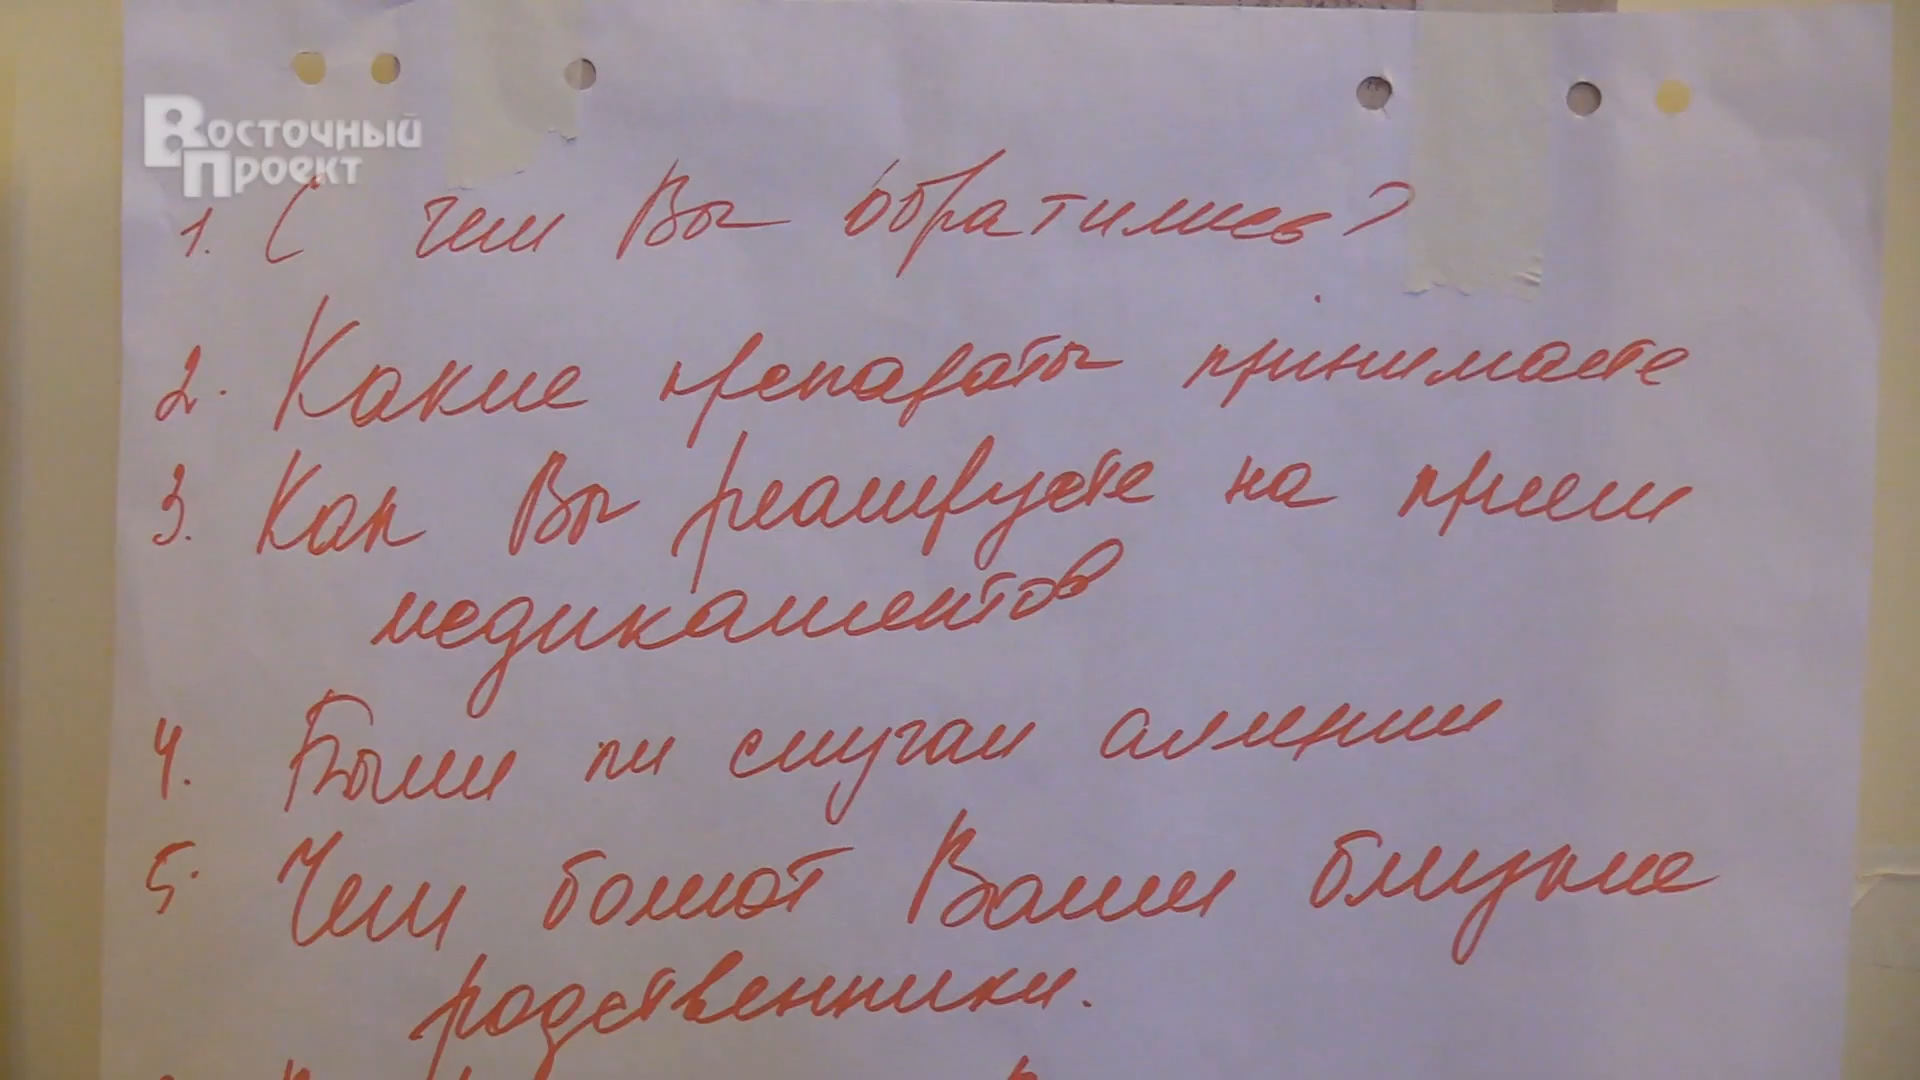 Восточный
Проект
1. С чем Вы обратились?
2. Какие препараты принимаете
3. Как Вы реагируете на прием
медикаментов
4. Были ли случаи
5. Чем болеют Ваши близкие
родственники.